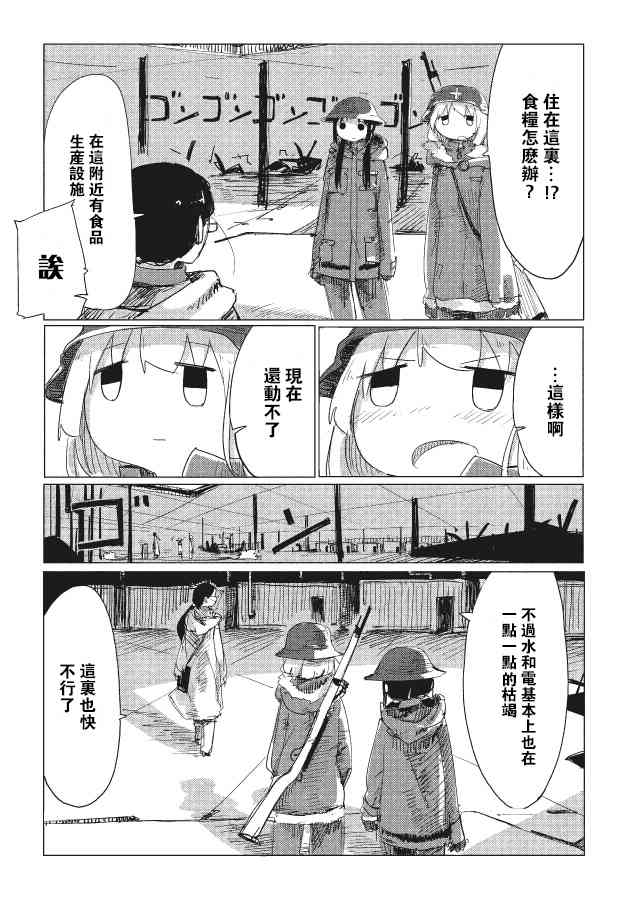 住在這裏…!?
食糧怎麽辦?
ゴンゴンゴンゴ
在這附近有食品
生産設施
誒
…這樣啊
現在
還動不了
ゴン
不過水和電基本上也在
一點一點的枯竭
這裏也快
不行了